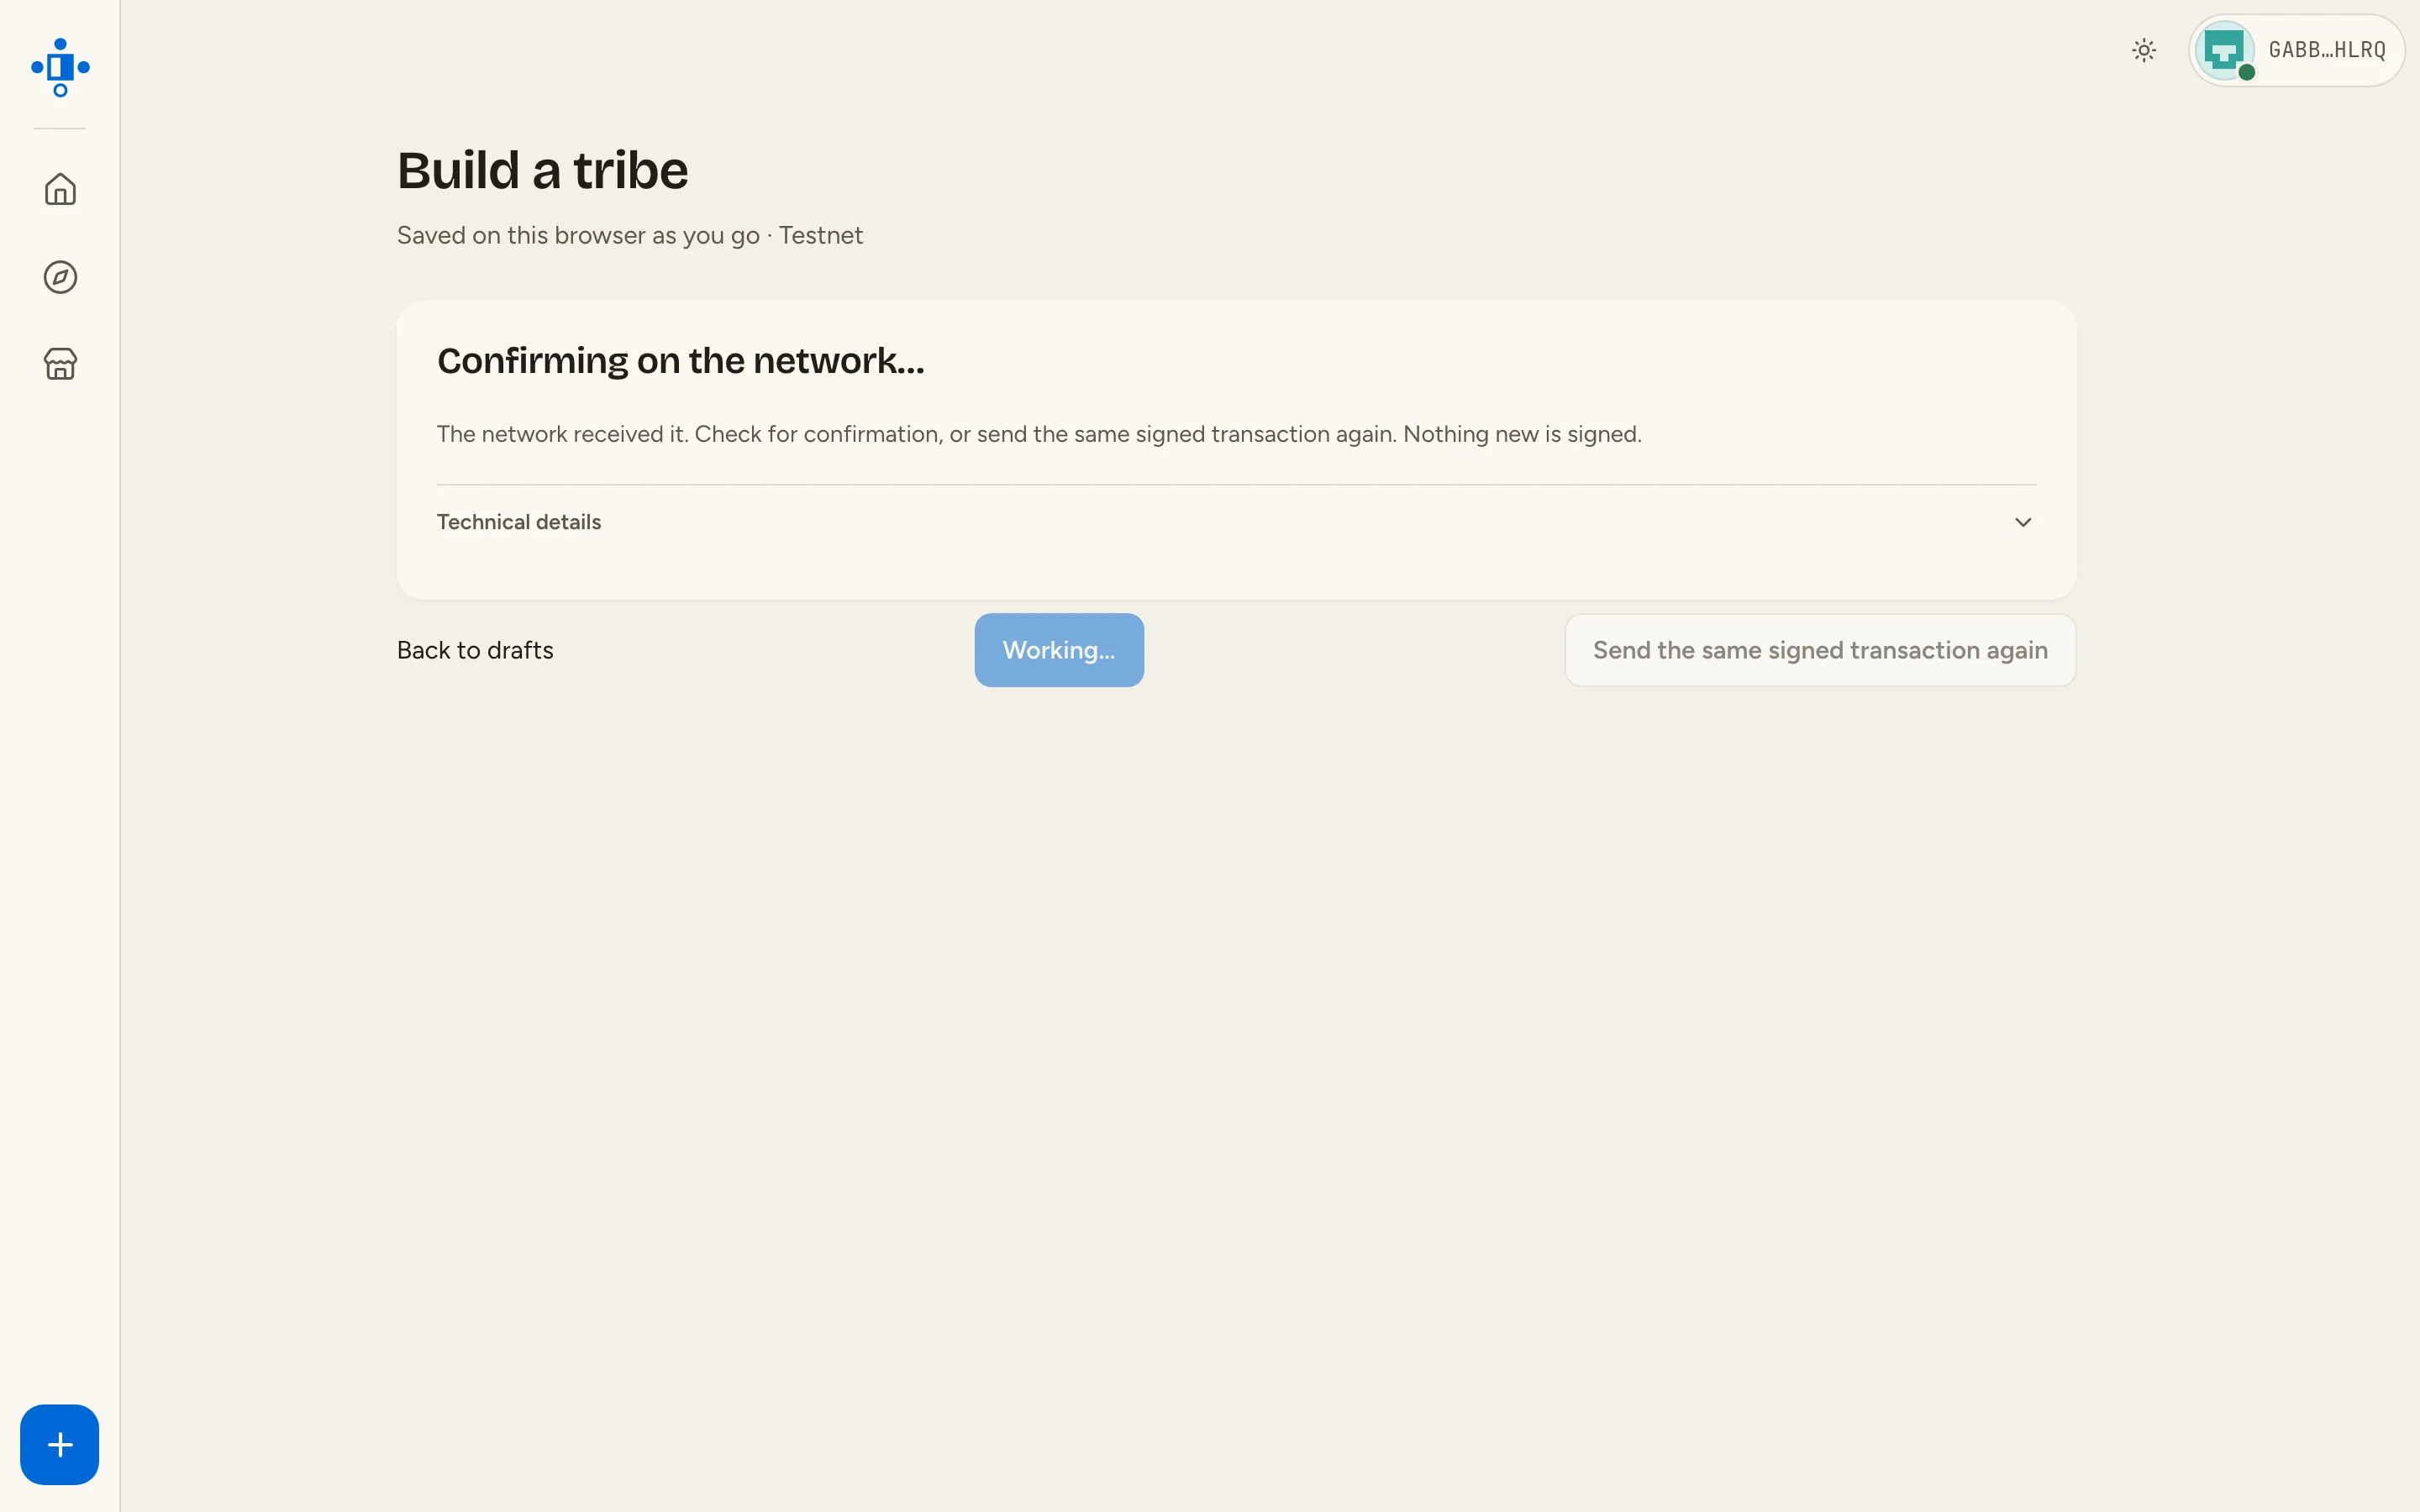 GABB…HLRQ
Build a tribe
Saved on this browser as you go · Testnet
Confirming on the network…
The network received it. Check for confirmation, or send the same signed transaction again. Nothing new is signed.
Technical details
Back to drafts
Working…
Send the same signed transaction again